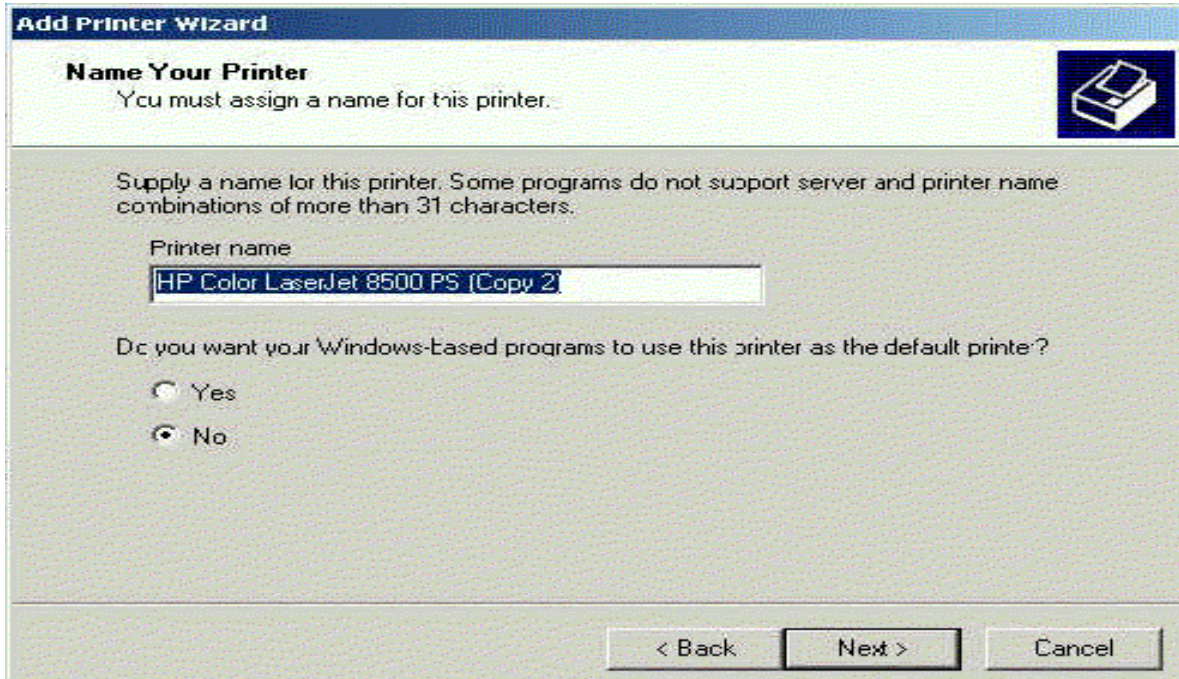 Add Printer Wizard
Name Your Printer
You must assign a name for this printer.
Supply a name for this printer. Some programs do not support server and printer name
combinations of more than 31 characters.
Printer name
HP Color LaserJet 8500 PS (Copy 2)
Do you want your Windows-based programs to use this printer as the default printer?
Yes
No
< Back
Next >
Cancel